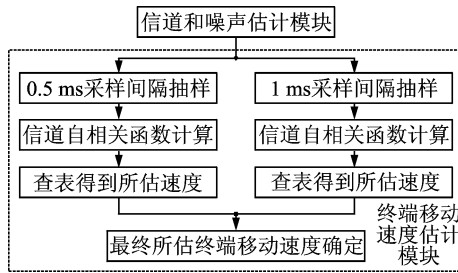 信道和噪声估计模块
0.5 ms采样间隔抽样
1 ms采样间隔抽样
信道自相关函数计算
信道自相关函数计算
查表得到所估速度
查表得到所估速度
终端移动
速度估计
模块
最终所估终端移动速度确定